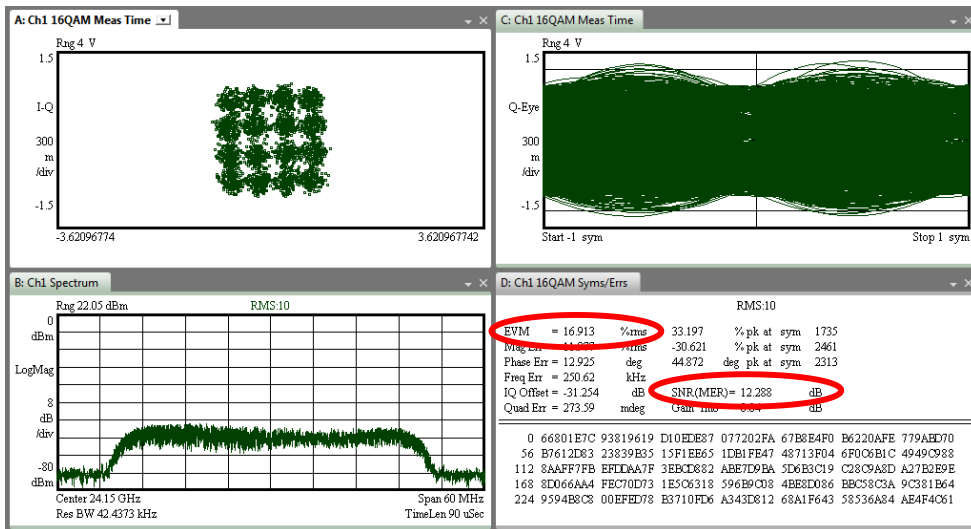 A: Ch1 16QAM Meas Time
Rng 4 V
1.5
I-Q
300
m
/div
-1.5
-3.62096774
3.620967742
C: Ch1 16QAM Meas Time
Rng 4 V
1.5
Q-Eye
300
m
/div
-1.5
Start -1 sym
Stop 1 sym
B: Ch1 Spectrum
Rng 22.05 dBm
RMS:10
0
dBm
LogMag
8
dB
/div
-80
dBm
Center 24.15 GHz
Span 60 MHz
Res BW 42.4373 kHz
TimeLen 90 uSec
D: Ch1 16QAM Syms/Errs
RMS:10
EVM = 16.913 %rms 33.197 % pk at sym 1735
Mag Err = %rms -30.621 % pk at sym 2461
Phase Err = 12.925 deg 44.872 deg pk at sym 2313
Freq Err = 250.62 kHz
IQ Offset = -31.254 dB SNR(MER)= 12.288 dB
Quad Err = 273.59 mdeg Gain dB
0 66801E7C 93819619 D10EDE87 077202FA 67B8E4F0 B6220AFE 779ABD70
56 B7612D83 23839B35 15F1EE65 1DB1FE47 48713F04 6F0C6B1C 4949C988
112 8AAFF7FB EFDDAA7F 3EBCD882 ABE7D9BA 5D6B3C19 C28C9A8D A27B2E9E
168 8D066AA4 FEC70D73 1E5C6318 596B9C08 4BE8D086 BBC58C3A 9C381B64
224 9594B8C8 00EFED78 B3710FD6 A343D812 68A1F643 58536A84 AE4F4C61